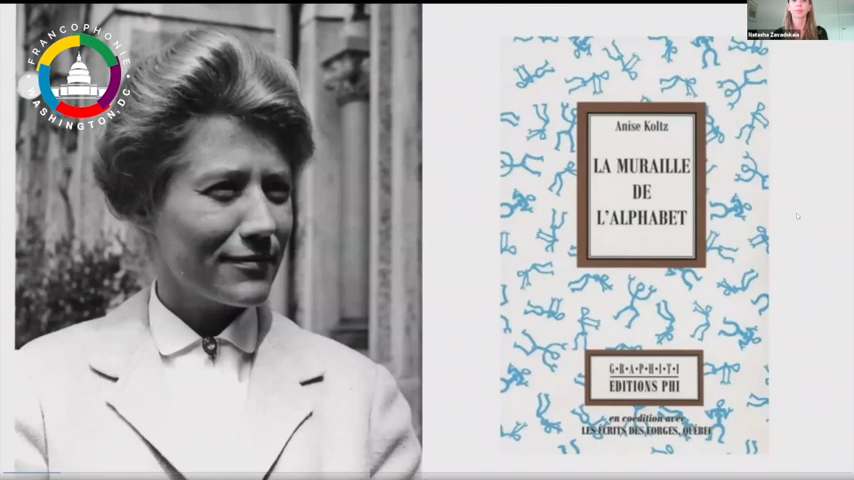 FRANCOPHONIE
WASHINGTON, DC
Natasha Zavadskaia
Anise Koltz
LA MURAILLE
DE
L'ALPHABET
G•R•A•P•H•I•T•I
EDITIONS PHI
en coédition avec
LES ECRITS DES FORGES, QUÉBEC